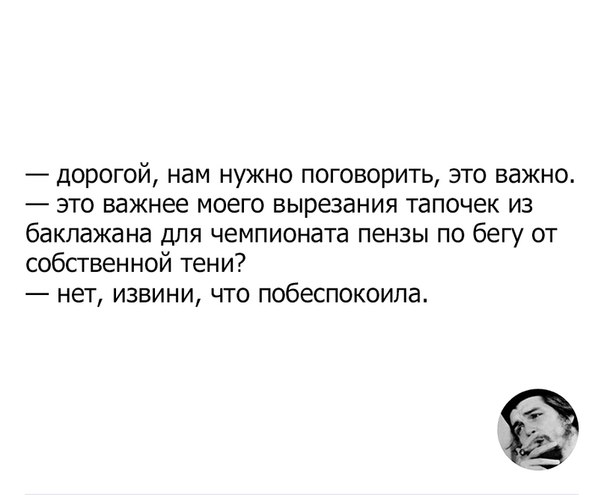 — дорогой, нам нужно поговорить, это важно.
— это важнее моего вырезания тапочек из
баклажана для чемпионата пензы по бегу от
собственной тени?
— нет, извини, что побеспокоила.